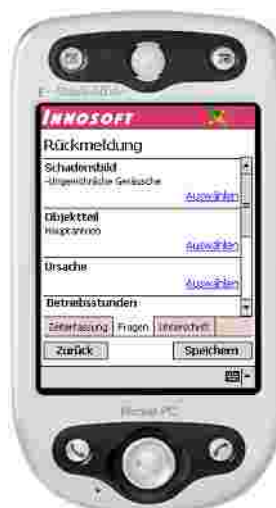 INNOSOFT
Rückmeldung
Schadensbild
-Ungewöhnliche Geräusche
Auswählen
Objektteil
Hauptantrieb
Auswählen
Ursache
Auswählen
Betriebsstunden
Zeiterfassung Fragen Unterschrift
Zurück Speichern
Pocket PC